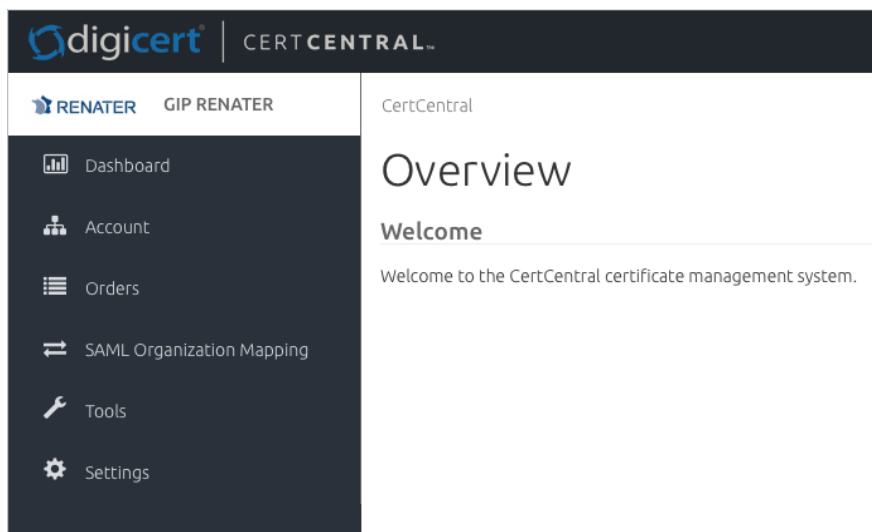 digicert® | CERTCENTRAL™
RENATER GIP RENATER
Dashboard
Account
Orders
SAML Organization Mapping
Tools
Settings
CertCentral
Overview
Welcome
Welcome to the CertCentral certificate management system.